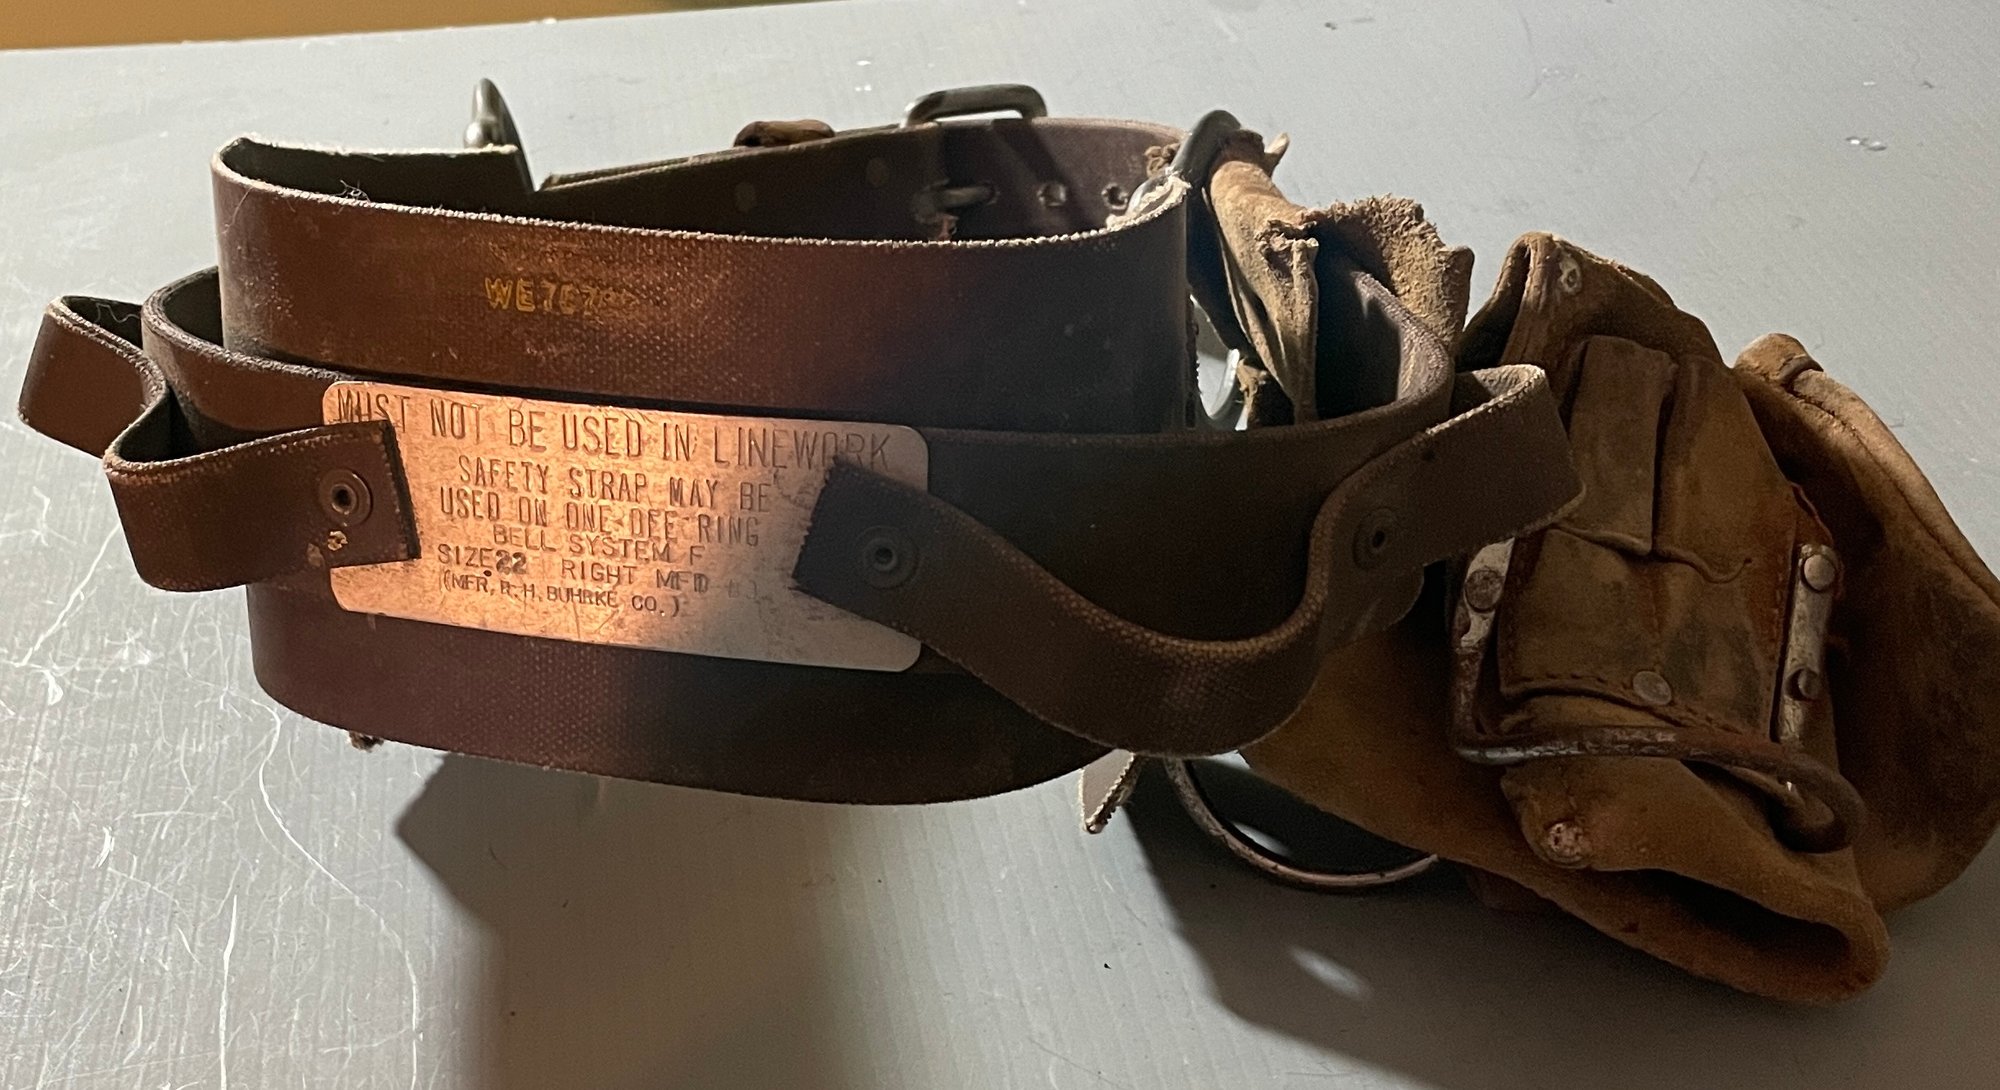 MUST NOT BE USED IN LINEWORK
SAFETY STRAP MAY BE
USED ON ONE DEE RING
BELL SYSTEM F
SIZE 22 RIGHT MFD
(MFR. R.H. BUHRKE CO.)